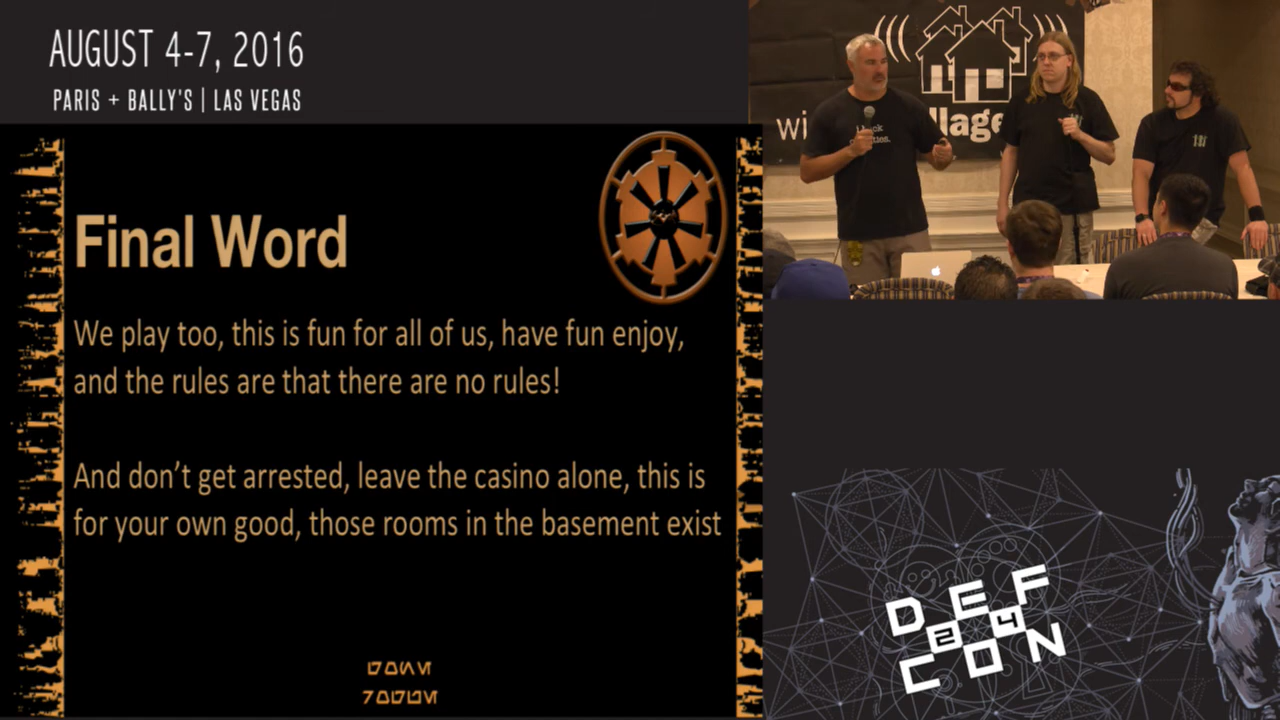 AUGUST 4-7, 2016
PARIS + BALLY'S | LAS VEGAS
Final Word
We play too, this is fun for all of us, have fun enjoy,
and the rules are that there are no rules!
And don’t get arrested, leave the casino alone, this is
for your own good, those rooms in the basement exist
DEF
24
CON